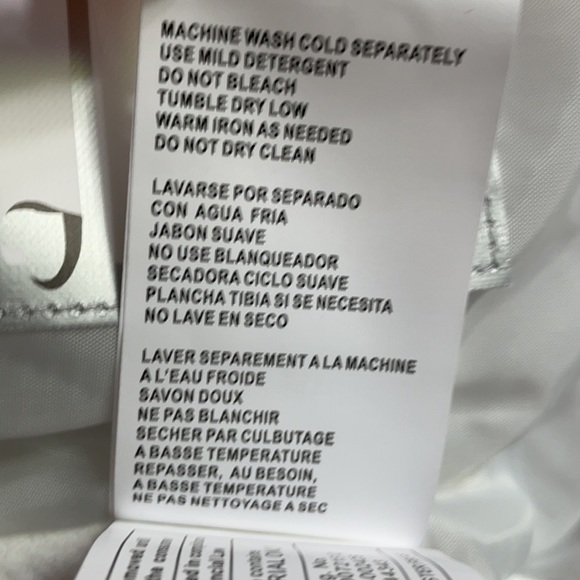 MACHINE WASH COLD SEPARATELY
USE MILD DETERGENT
DO NOT BLEACH
TUMBLE DRY LOW
WARM IRON AS NEEDED
DO NOT DRY CLEAN
LAVARSE POR SEPARADO
CON AGUA FRIA
JABON SUAVE
NO USE BLANQUEADOR
SECADORA CICLO SUAVE
PLANCHA TIBIA SI SE NECESITA
NO LAVE EN SECO
LAVER SEPAREMENT A LA MACHINE
A L'EAU FROIDE
SAVON DOUX
NE PAS BLANCHIR
SECHER PAR CULBUTAGE
A BASSE TEMPERATURE
REPASSER, AU BESOIN,
A BASSE TEMPERATURE
NE PAS NETTOYAGE A SEC